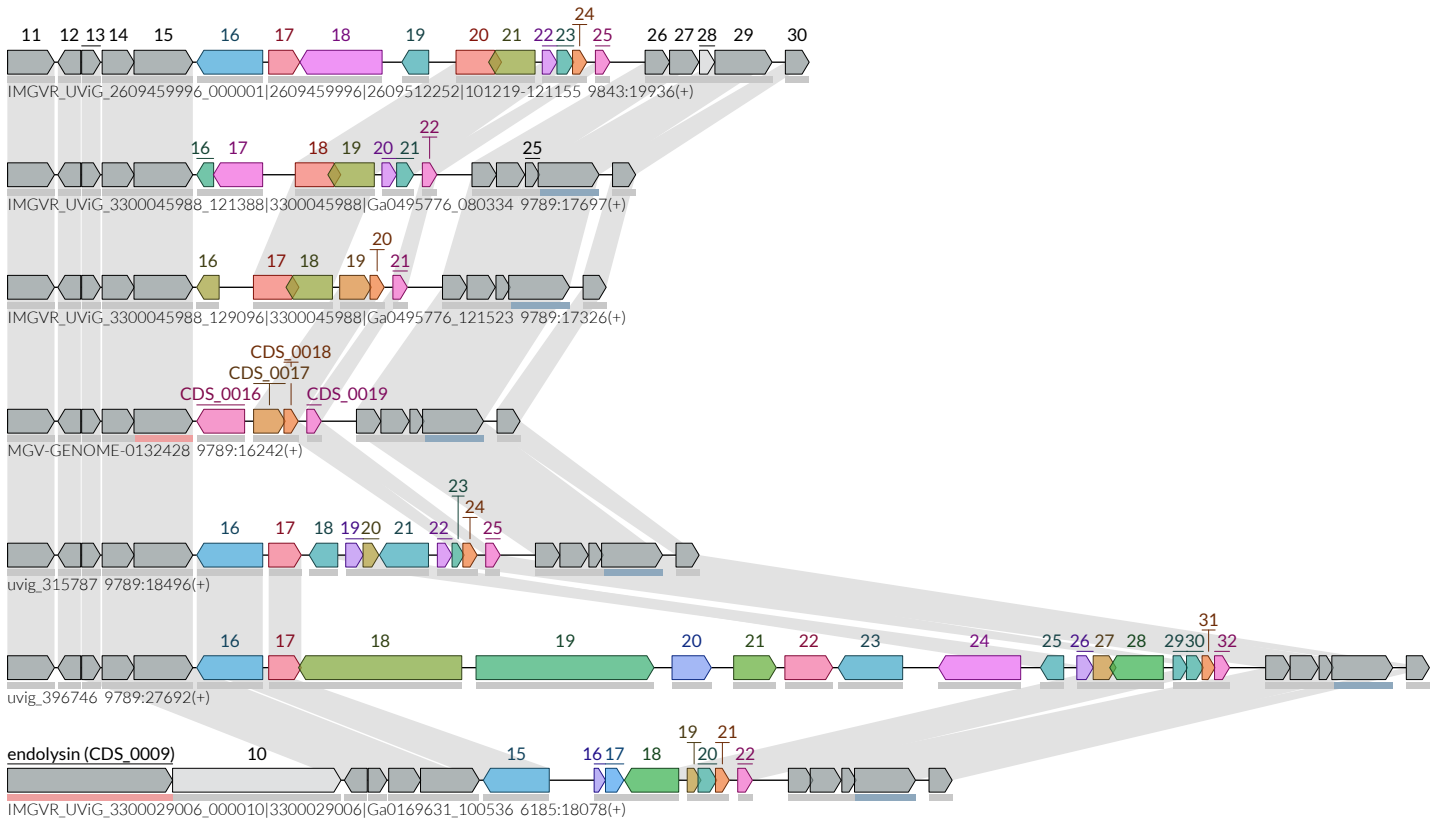 24
11 12 13 14 15 16 17 18 19 20 21 22 23 25 26 27 28 29 30
IMGVR_UViG_2609459996_000001|2609459996|2609512252|101219-121155 9843:19936(+)
22
16 17 18 19 20 21 25
IMGVR_UViG_3300045988_121388|3300045988|Ga0495776_080334 9789:17697(+)
20
16 17 18 19 21
IMGVR_UViG_3300045988_129096|3300045988|Ga0495776_121523 9789:17326(+)
CDS_0018
CDS_0017
CDS_0016 CDS_0019
MGV-GENOME-0132428 9789:16242(+)
23
24
16 17 18 19 20 21 22 25
uvig_315787 9789:18496(+)
31
16 17 18 19 20 21 22 23 24 25 26 27 28 29 30 32
uvig_396746 9789:27692(+)
19 21
endolysin (CDS_0009) 10 15 16 17 18 20 22
IMGVR_UViG_3300029006_000010|3300029006|Ga0169631_100536 6185:18078(+)